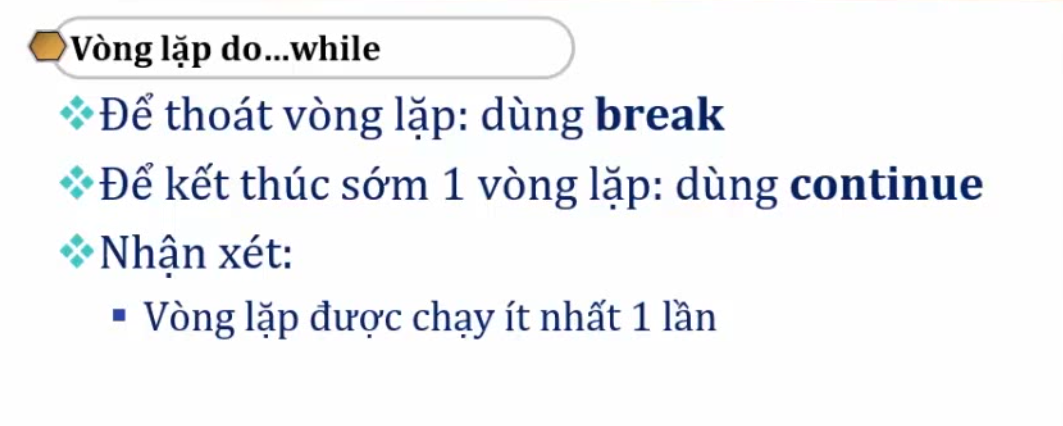 Vòng lặp do...while
Để thoát vòng lặp: dùng break
Để kết thúc sớm 1 vòng lặp: dùng continue
Nhận xét:
Vòng lặp được chạy ít nhất 1 lần